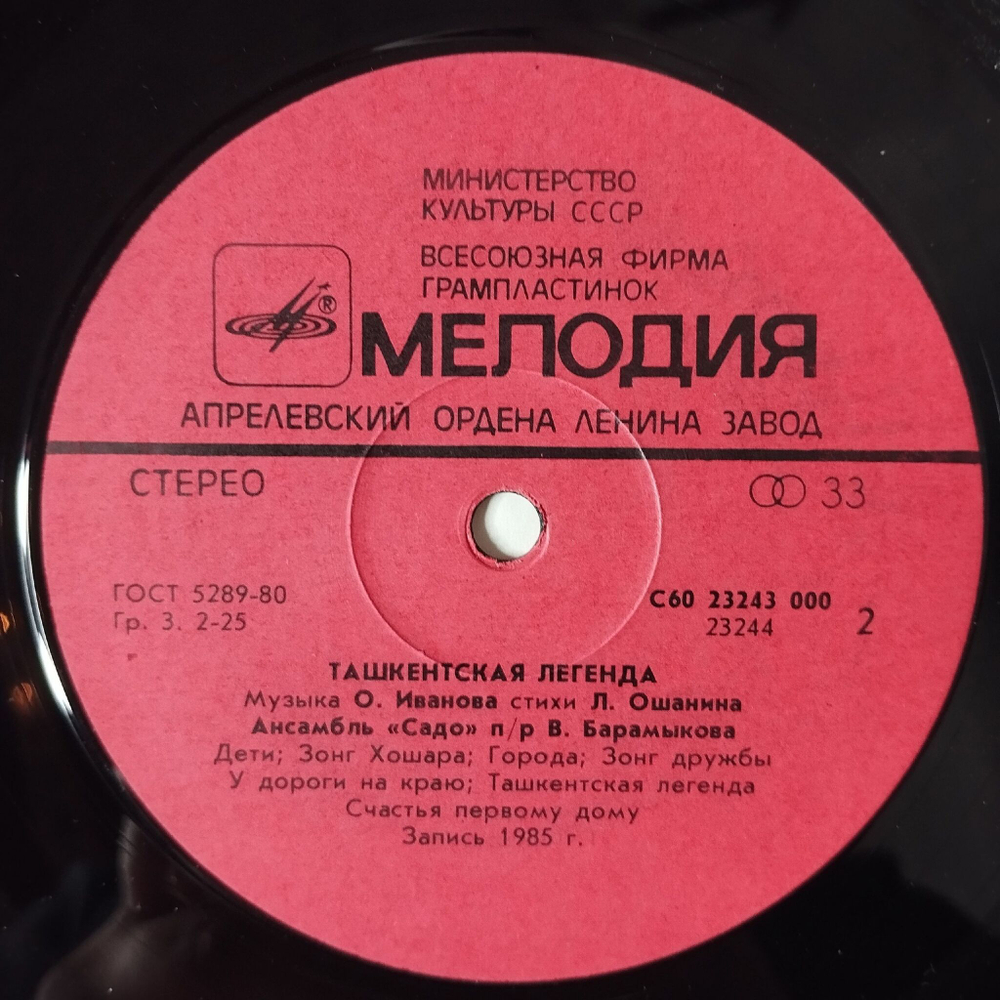 МИНИСТЕРСТВО
КУЛЬТУРЫ СССР
ВСЕСОЮЗНАЯ ФИРМА
ГРАМПЛАСТИНОК
®
МЕЛОДИЯ
АПРЕЛЕВСКИЙ ОРДЕНА ЛЕНИНА ЗАВОД
СТЕРЕО 33
ГОСТ 5289-80
Гр. 3. 2-25
С60 23243 000
23244 2
ТАШКЕНТСКАЯ ЛЕГЕНДА
Музыка О. Иванова стихи Л. Ошанина
Ансамбль «Садо» п/р В. Барамыкова
Дети; Зонг Хошара; Города; Зонг дружбы
У дороги на краю; Ташкентская легенда
Счастья первому дому
Запись 1985 г.